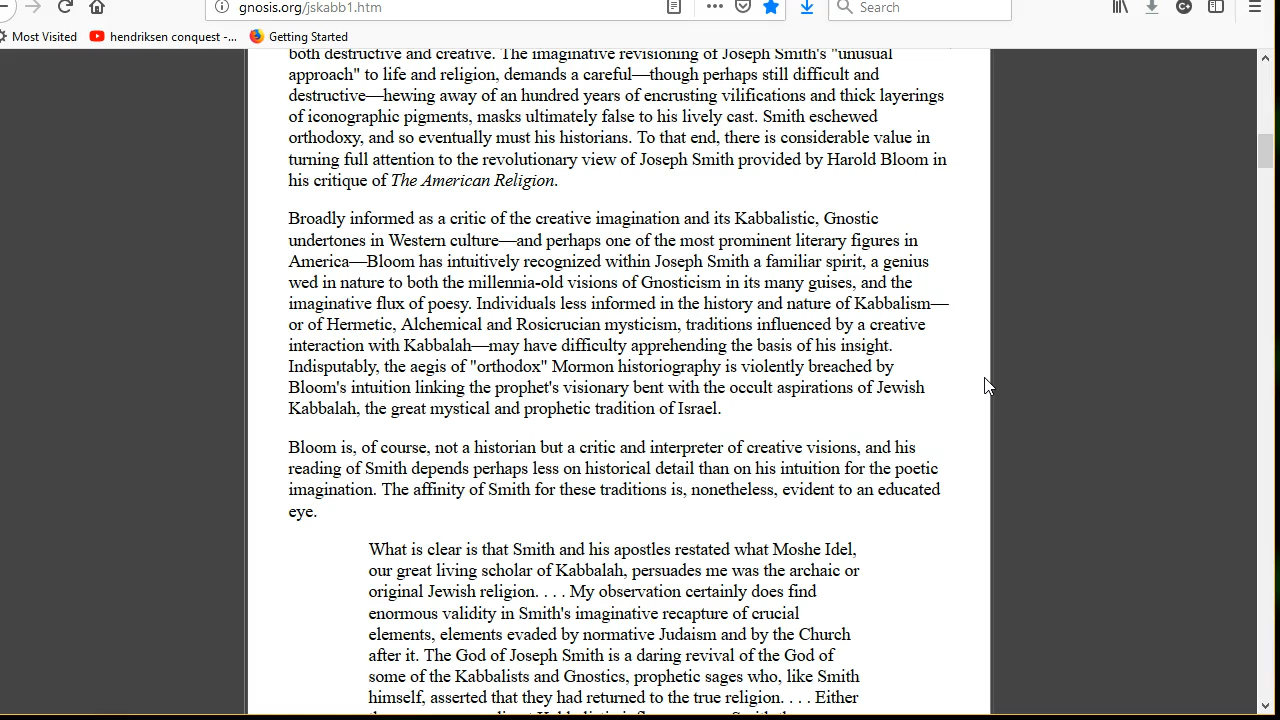 gnosis.org/jskabb1.htm
Search
Most Visited
hendriksen conquest -...
Getting Started
both destructive and creative. The imaginative revisioning of Joseph Smith's "unusual
approach" to life and religion, demands a careful—though perhaps still difficult and
destructive—hewing away of an hundred years of encrusting vilifications and thick layerings
of iconographic pigments, masks ultimately false to his lively cast. Smith eschewed
orthodoxy, and so eventually must his historians. To that end, there is considerable value in
turning full attention to the revolutionary view of Joseph Smith provided by Harold Bloom in
his critique of The American Religion.
Broadly informed as a critic of the creative imagination and its Kabbalistic, Gnostic
undertones in Western culture—and perhaps one of the most prominent literary figures in
America—Bloom has intuitively recognized within Joseph Smith a familiar spirit, a genius
wed in nature to both the millennia-old visions of Gnosticism in its many guises, and the
imaginative flux of poesy. Individuals less informed in the history and nature of Kabbalism—
or of Hermetic, Alchemical and Rosicrucian mysticism, traditions influenced by a creative
interaction with Kabbalah—may have difficulty apprehending the basis of his insight.
Indisputably, the aegis of "orthodox" Mormon historiography is violently breached by
Bloom's intuition linking the prophet's visionary bent with the occult aspirations of Jewish
Kabbalah, the great mystical and prophetic tradition of Israel.
Bloom is, of course, not a historian but a critic and interpreter of creative visions, and his
reading of Smith depends perhaps less on historical detail than on his intuition for the poetic
imagination. The affinity of Smith for these traditions is, nonetheless, evident to an educated
eye.
What is clear is that Smith and his apostles restated what Moshe Idel,
our great living scholar of Kabbalah, persuades me was the archaic or
original Jewish religion. . . . My observation certainly does find
enormous validity in Smith's imaginative recapture of crucial
elements, elements evaded by normative Judaism and by the Church
after it. The God of Joseph Smith is a daring revival of the God of
some of the Kabbalists and Gnostics, prophetic sages who, like Smith
himself, asserted that they had returned to the true religion. . . . Either